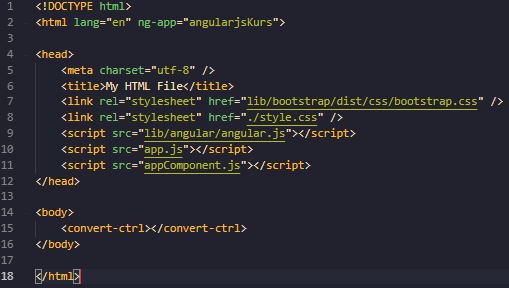 1 <!DOCTYPE html>
2 <html lang="en" ng-app="angularjsKurs">
3
4 <head>
5     <meta charset="utf-8" />
6     <title>My HTML File</title>
7     <link rel="stylesheet" href="lib/bootstrap/dist/css/bootstrap.css" />
8     <link rel="stylesheet" href="./style.css" />
9     <script src="lib/angular/angular.js"></script>
10     <script src="app.js"></script>
11     <script src="appComponent.js"></script>
12 </head>
13
14 <body>
15     <convert-ctrl></convert-ctrl>
16 </body>
17
18 </html>